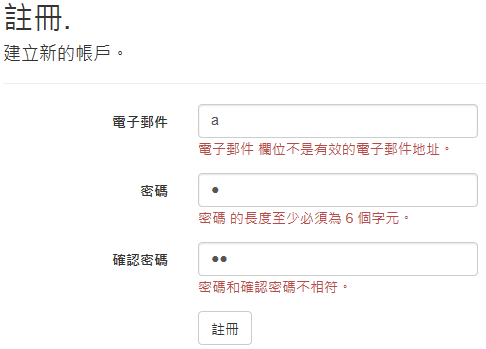 註冊.
建立新的帳戶。
電子郵件
a
電子郵件 欄位不是有效的電子郵件地址。
密碼
●
密碼 的長度至少必須為 6 個字元。
確認密碼
●●
密碼和確認密碼不相符。
註冊